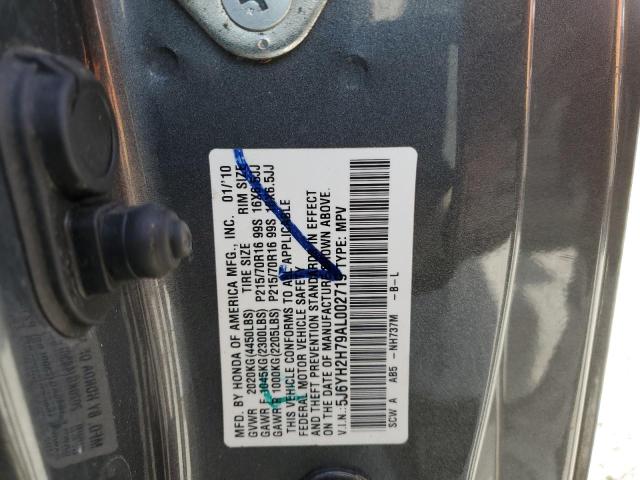 MFD. BY HONDA OF AMERICA MFG., INC. 01/'10
TIRE SIZE RIM SIZE
GVWR 2020KG(4450LBS)
GAWR F 1045KG(2300LBS) P215/70R16 99S 16X6.5JJ
GAWR R 1000KG(2205LBS) P215/70R16 99S 16X6.5JJ
THIS VEHICLE CONFORMS TO ALL APPLICABLE
FEDERAL MOTOR VEHICLE SAFETY
AND THEFT PREVENTION STANDARDS IN EFFECT
ON THE DATE OF MANUFACTURE SHOWN ABOVE.
V.I.N.: 5J6YH2H79AL002715 TYPE: MPV
SCW A AB5 -NH737M -B-L